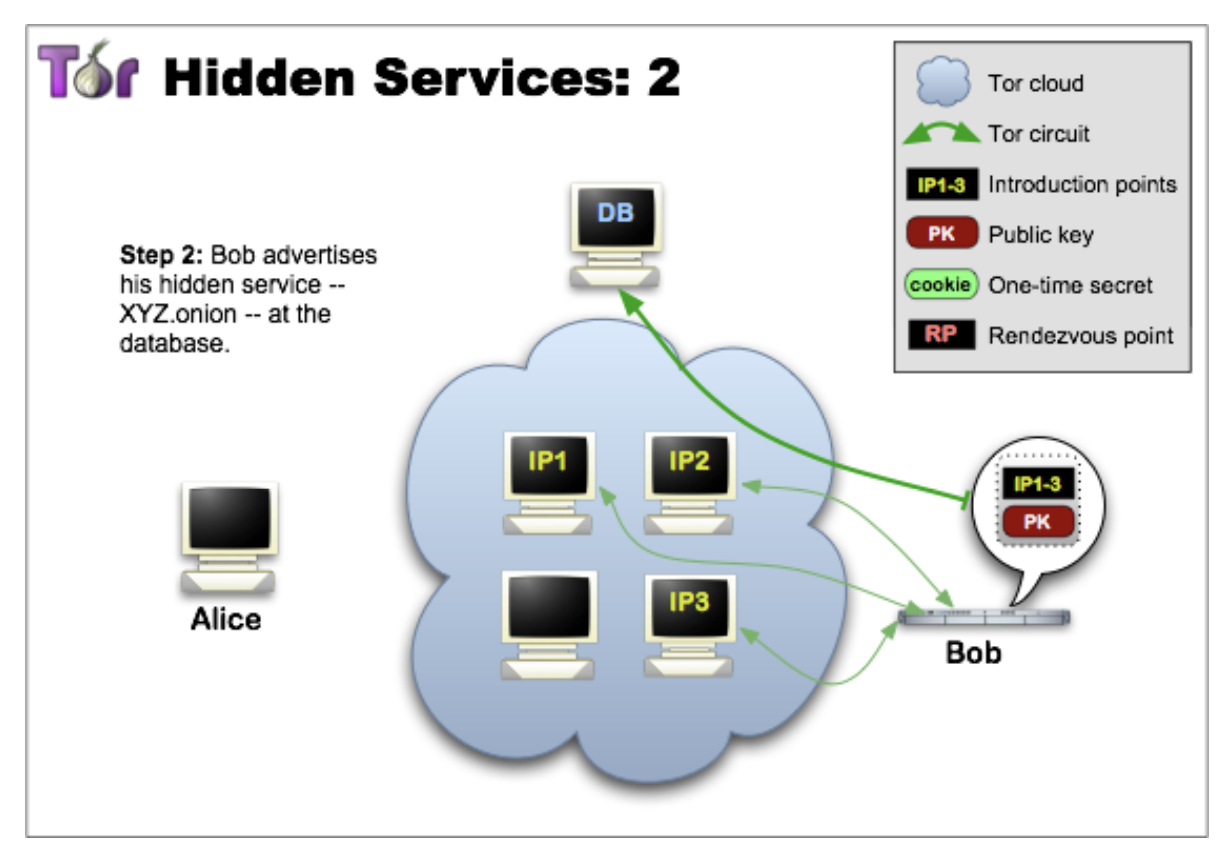 Tor Hidden Services: 2
Tor cloud
Tor circuit
IP1-3 Introduction points
PK Public key
cookie One-time secret
RP Rendezvous point
DB
Step 2: Bob advertises
his hidden service --
XYZ.onion -- at the
database.
IP1
IP2
IP1-3
PK
IP3
Alice
Bob